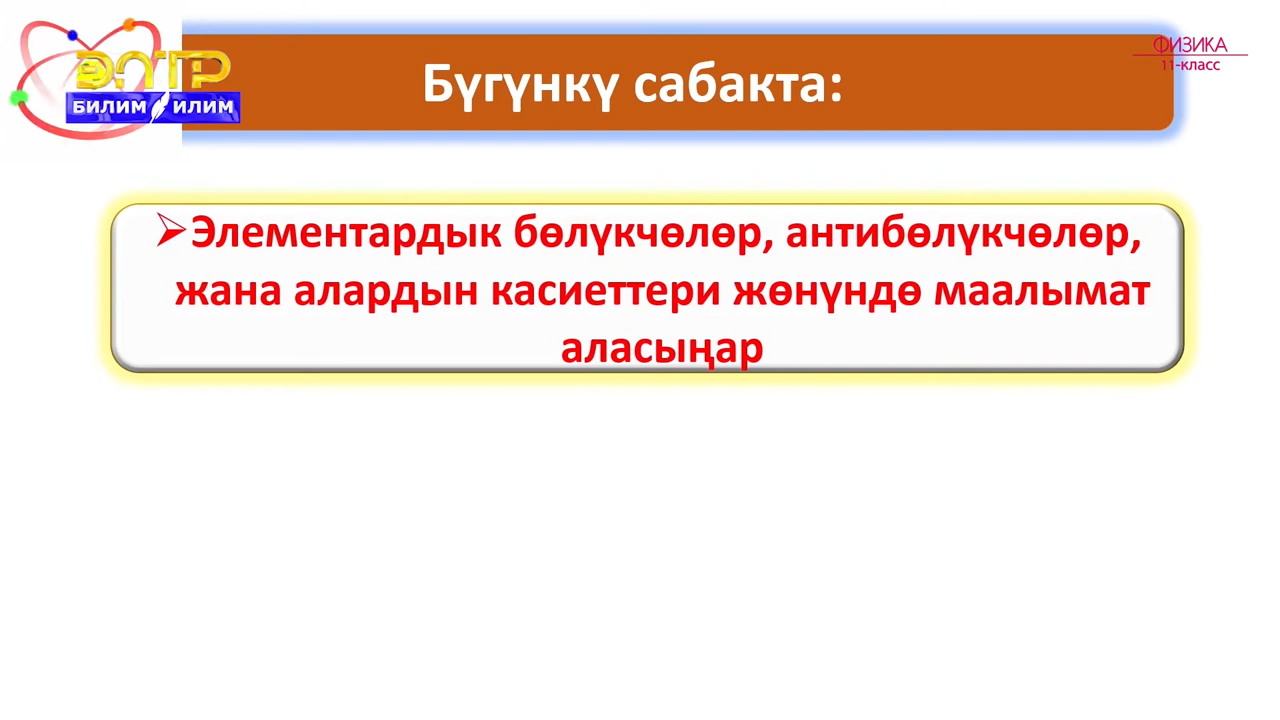 ЭЛТР
БИЛИМ ИЛИМ
ФИЗИКА
11-класс
Бүгүнкү сабакта:
Элементардык бөлүкчөлөр, антибөлүкчөлөр,
жана алардын касиеттери жөнүндө маалымат
аласыңар